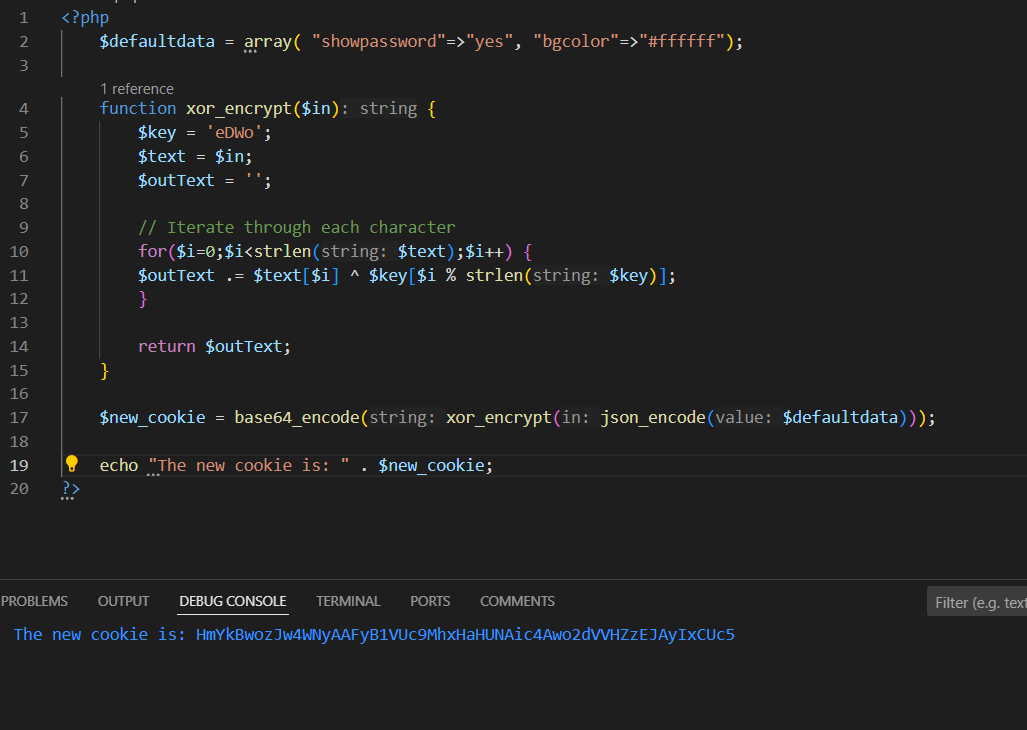 1 <?php
2 $defaultdata = array( "showpassword"=>"yes", "bgcolor"=>"#ffffff");
3
1 reference
4 function xor_encrypt($in): string {
5 $key = 'eDWo';
6 $text = $in;
7 $outText = '';
8
9 // Iterate through each character
10 for($i=0;$i<strlen(string: $text);$i++) {
11 $outText .= $text[$i] ^ $key[$i % strlen(string: $key)];
12 }
13
14 return $outText;
15 }
16
17 $new_cookie = base64_encode(string: xor_encrypt(in: json_encode(value: $defaultdata)));
18
19 echo "The new cookie is: " . $new_cookie;
20 ?>
PROBLEMS OUTPUT DEBUG CONSOLE TERMINAL PORTS COMMENTS Filter (e.g. text
The new cookie is: HmYkBwozJw4WNyAAFyB1VUc9MhxHaHUNAic4Awo2dVVHZzEJAyIxCUc5